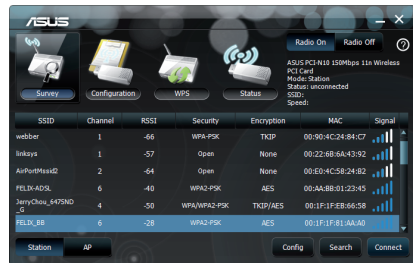 ASUS
Radio On Radio Off
ASUS PCI-N10 150Mbps 11n Wireless
PCI Card
Mode: Station
Status: unconnected
SSID:
Speed:
Survey Configuration WPS Status
SSID Channel RSSI Security Encryption MAC Signal
webber 1 -66 WPA-PSK TKIP 00:90:4C:24:84:C7
linksys 1 -57 Open None 00:22:6B:6A:43:92
AirPortMssid2 2 -64 Open None 00:E0:4C:58:24:B2
FELIX-ADSL 6 -40 WPA2-PSK AES 00:AA:BB:01:23:45
JerryChou_6475ND
_G 4 -50 WPA/WPA2-PSK TKIP/AES 00:1F:1F:EB:66:58
FELIX_BB 6 -28 WPA2-PSK AES 00:1F:1F:81:AA:A0
Station AP Config Search Connect